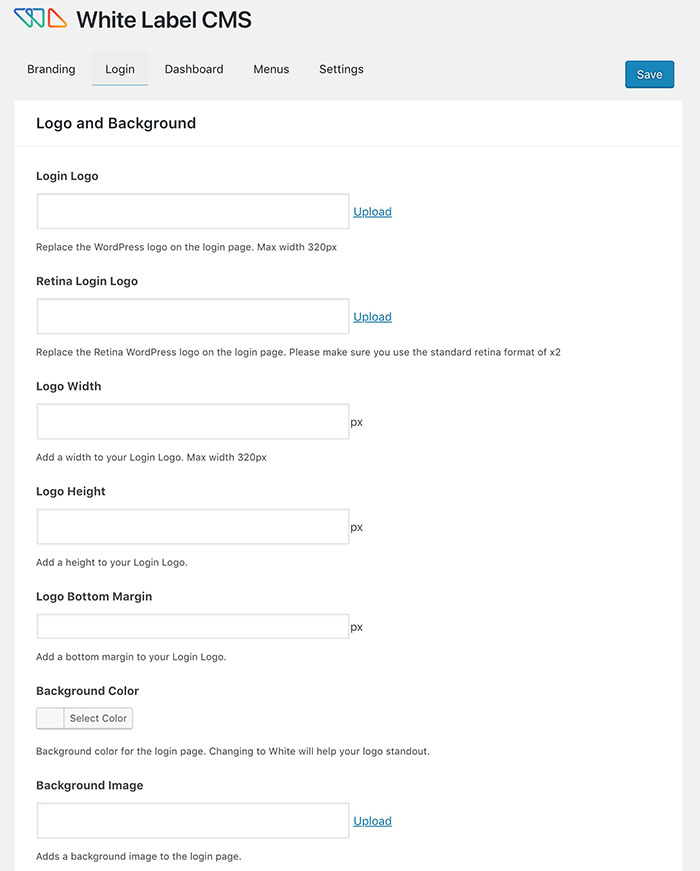 White Label CMS
Branding Login Dashboard Menus Settings
Save
Logo and Background
Login Logo
Upload
Replace the WordPress logo on the login page. Max width 320px
Retina Login Logo
Upload
Replace the Retina WordPress logo on the login page. Please make sure you use the standard retina format of x2
Logo Width
px
Add a width to your Login Logo. Max width 320px
Logo Height
px
Add a height to your Login Logo.
Logo Bottom Margin
px
Add a bottom margin to your Login Logo.
Background Color
Select Color
Background color for the login page. Changing to White will help your logo standout.
Background Image
Upload
Adds a background image to the login page.